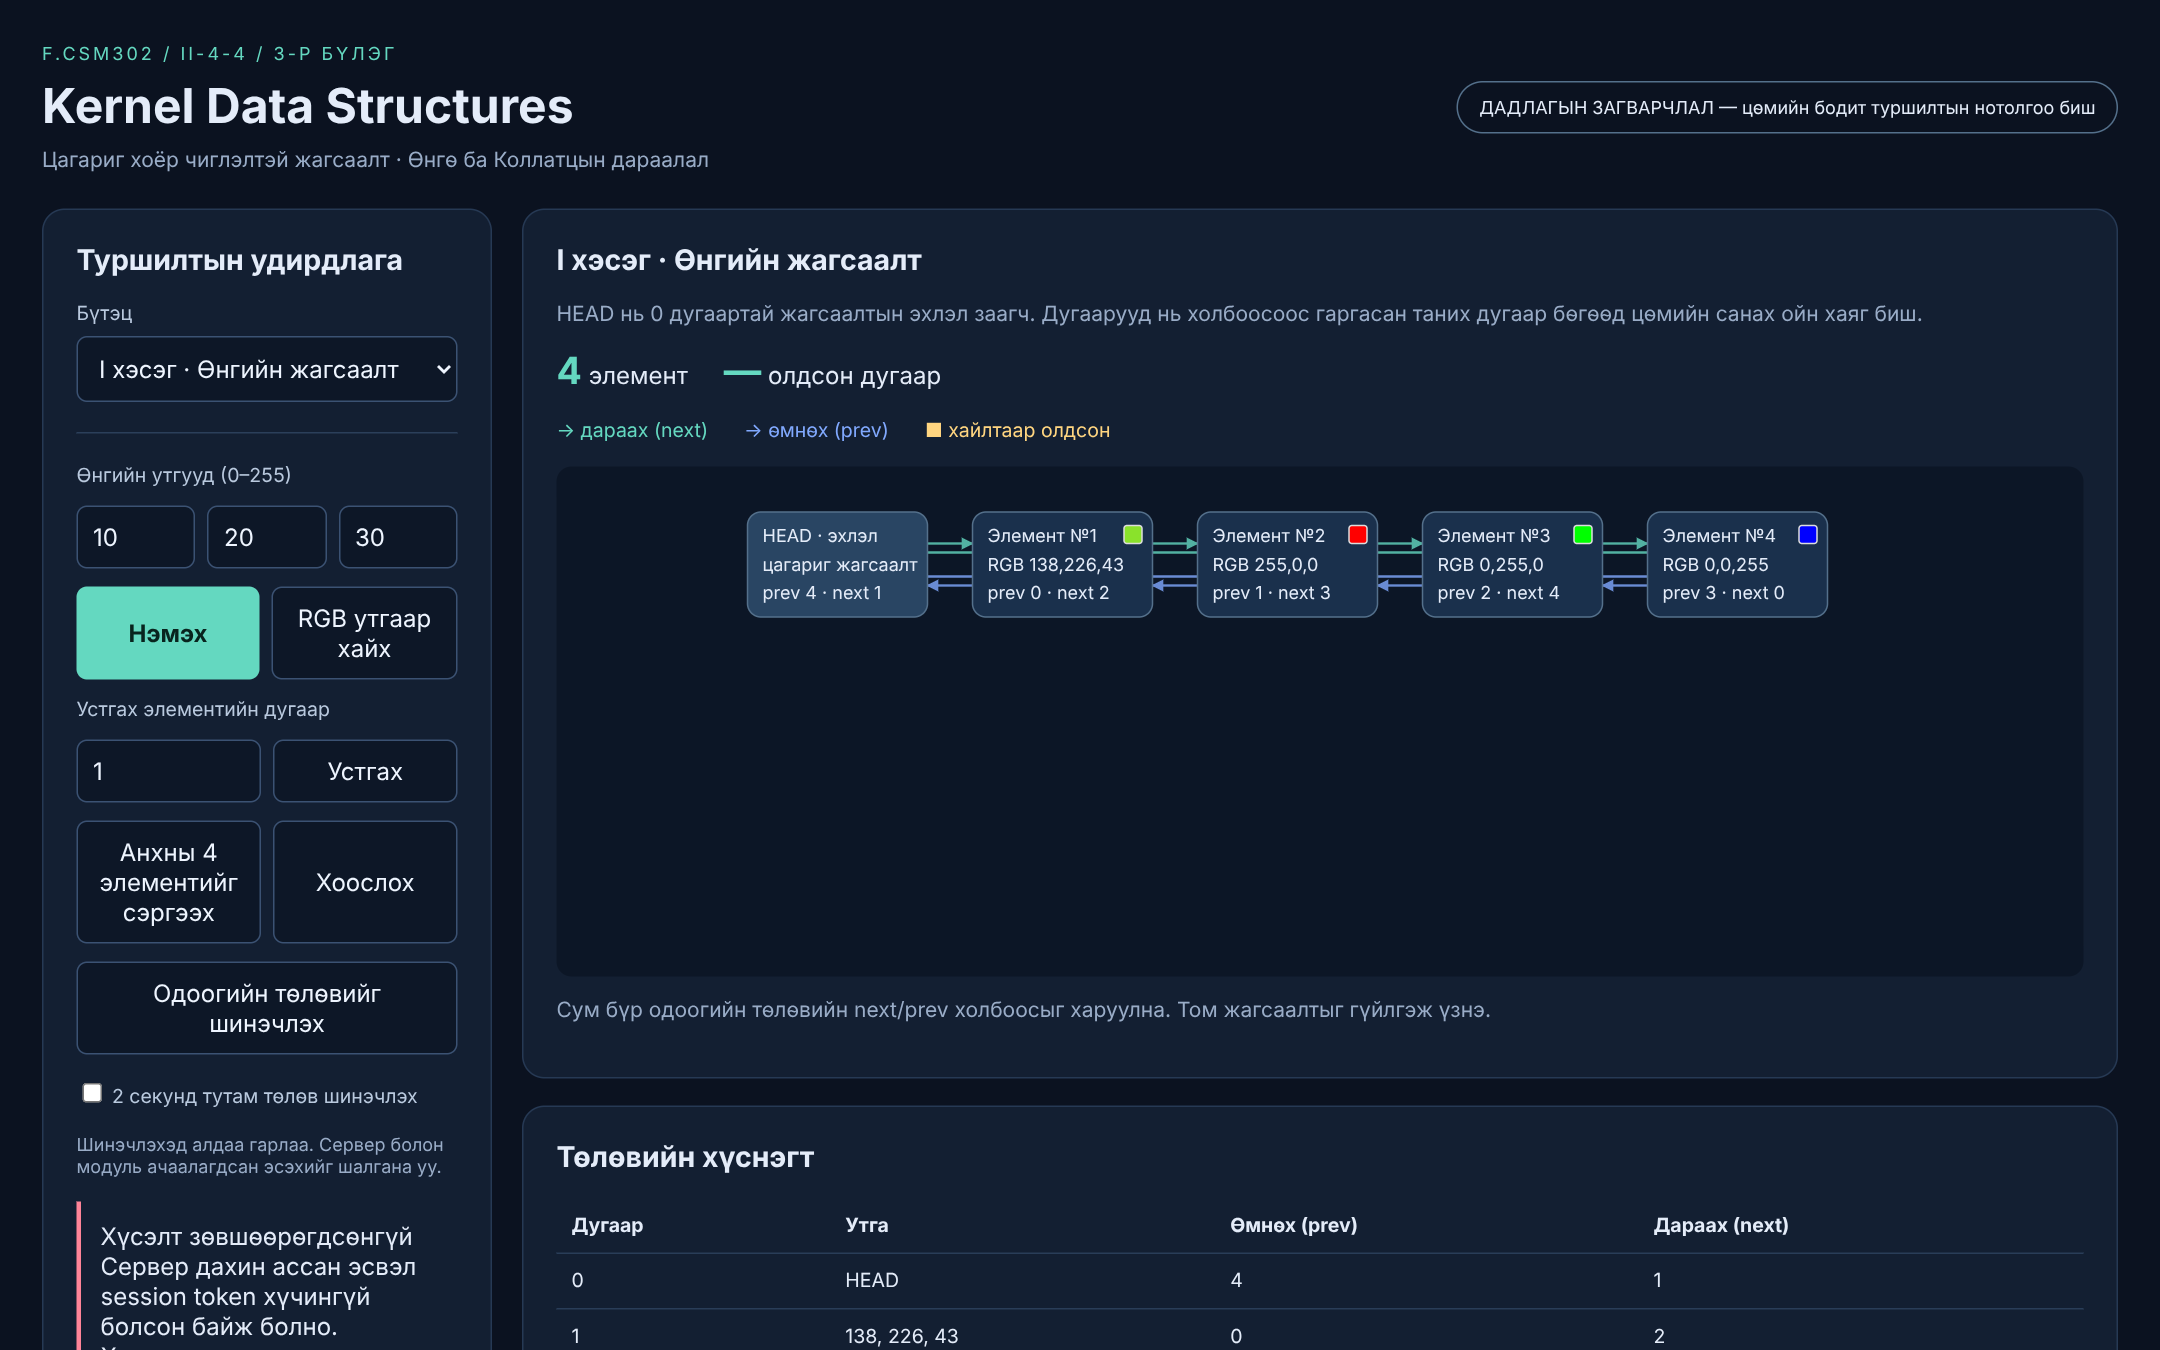 F.CSM302 / II-4-4 / 3-Р БҮЛЭГ
Kernel Data Structures
ДАДЛАГЫН ЗАГВАРЧЛАЛ — цөмийн бодит туршилтын нотолгоо биш
Цагариг хоёр чиглэлтэй жагсаалт · Өнгө ба Коллатцын дараалал
Туршилтын удирдлага
Бүтэц
I хэсэг · Өнгийн жагсаалт
Өнгийн утгууд (0–255)
10
20
30
Нэмэх
RGB утгаар
хайх
Устгах элементийн дугаар
1
Устгах
Анхны 4
элементийг
сэргээх
Хоослох
Одоогийн төлөвийг
шинэчлэх
2 секунд тутам төлөв шинэчлэх
Шинэчлэхэд алдаа гарлаа. Сервер болон
модуль ачаалагдсан эсэхийг шалгана уу.
Хүсэлт зөвшөөрөгдсөнгүй
Сервер дахин ассан эсвэл
session token хүчингүй
болсон байж болно.
I хэсэг · Өнгийн жагсаалт
HEAD нь 0 дугаартай жагсаалтын эхлэл заагч. Дугаарууд нь холбоосоос гаргасан таних дугаар бөгөөд цөмийн санах ойн хаяг биш.
4 элемент
— олдсон дугаар
→ дараах (next)
→ өмнөх (prev)
хайлтаар олдсон
HEAD · эхлэл
цагариг жагсаалт
prev 4 · next 1
Элемент №1
RGB 138,226,43
prev 0 · next 2
Элемент №2
RGB 255,0,0
prev 1 · next 3
Элемент №3
RGB 0,255,0
prev 2 · next 4
Элемент №4
RGB 0,0,255
prev 3 · next 0
Сум бүр одоогийн төлөвийн next/prev холбоосыг харуулна. Том жагсаалтыг гүйлгэж үзнэ.
Төлөвийн хүснэгт
Дугаар Утга Өмнөх (prev) Дараах (next)
0 HEAD 4 1
1 138, 226, 43 0 2